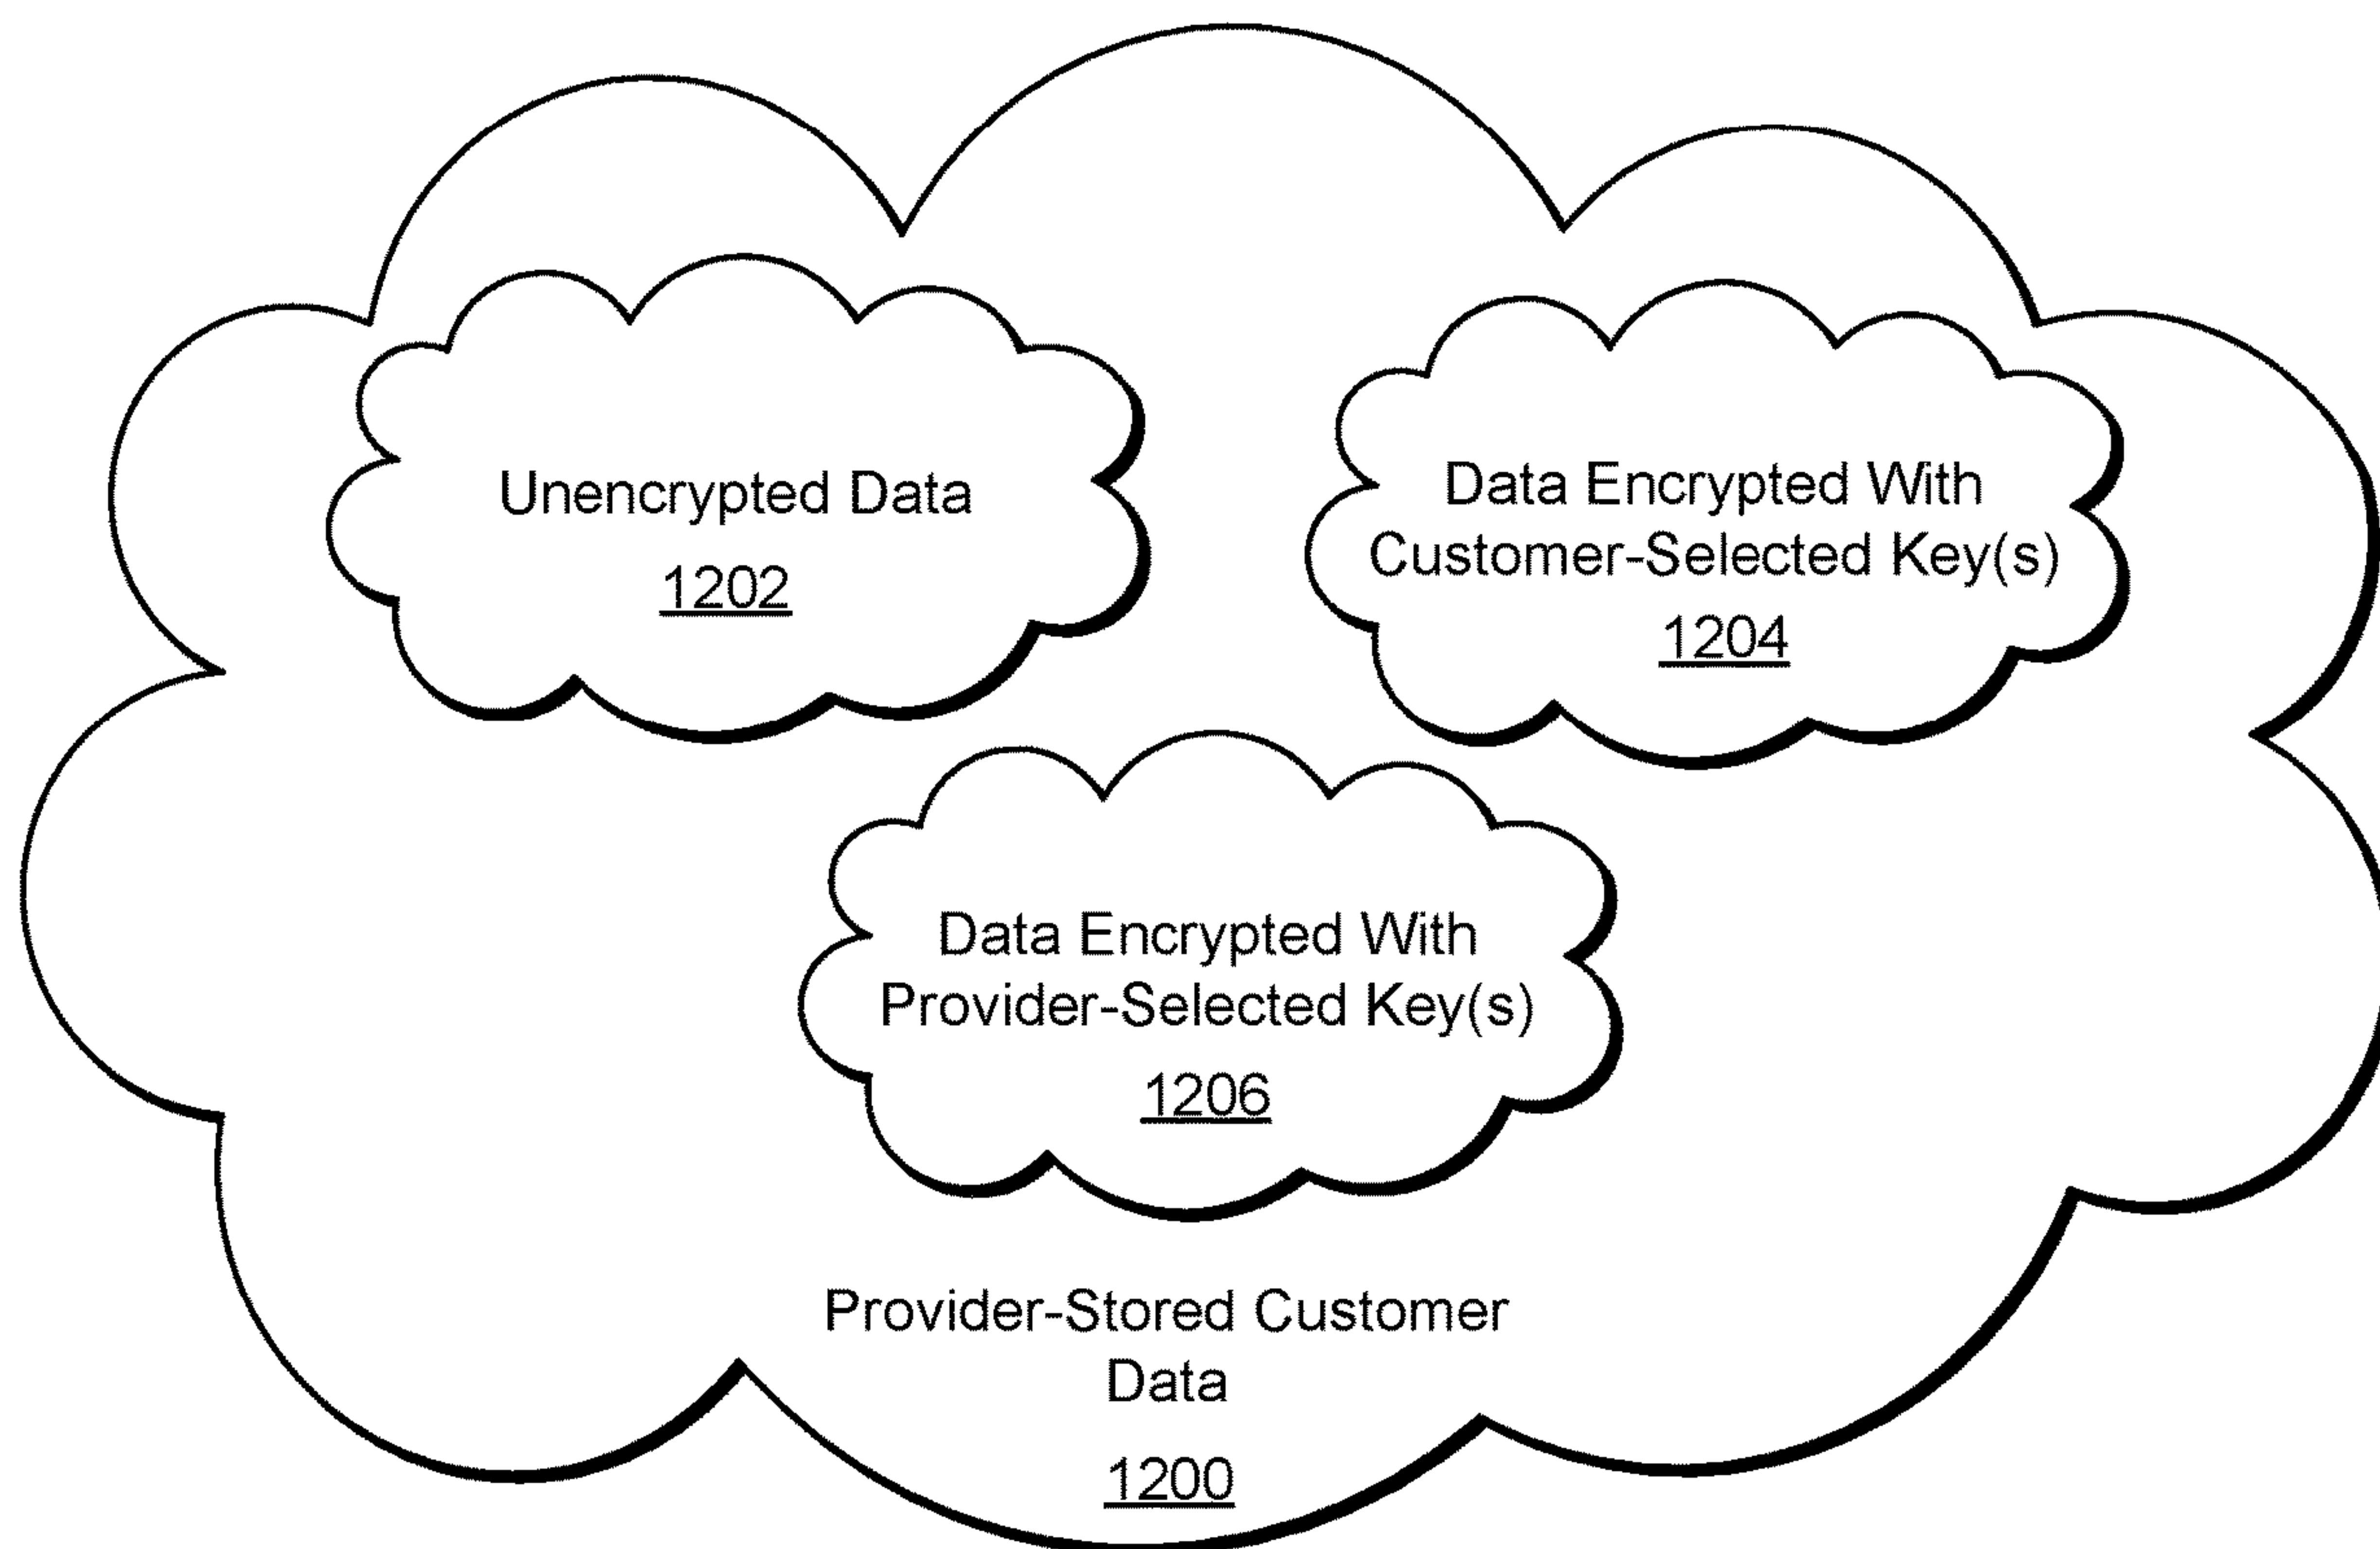 Unencrypted Data
1202
Data Encrypted With
Customer-Selected Key(s)
1204
Data Encrypted With
Provider-Selected Key(s)
1206
Provider-Stored Customer
Data
1200